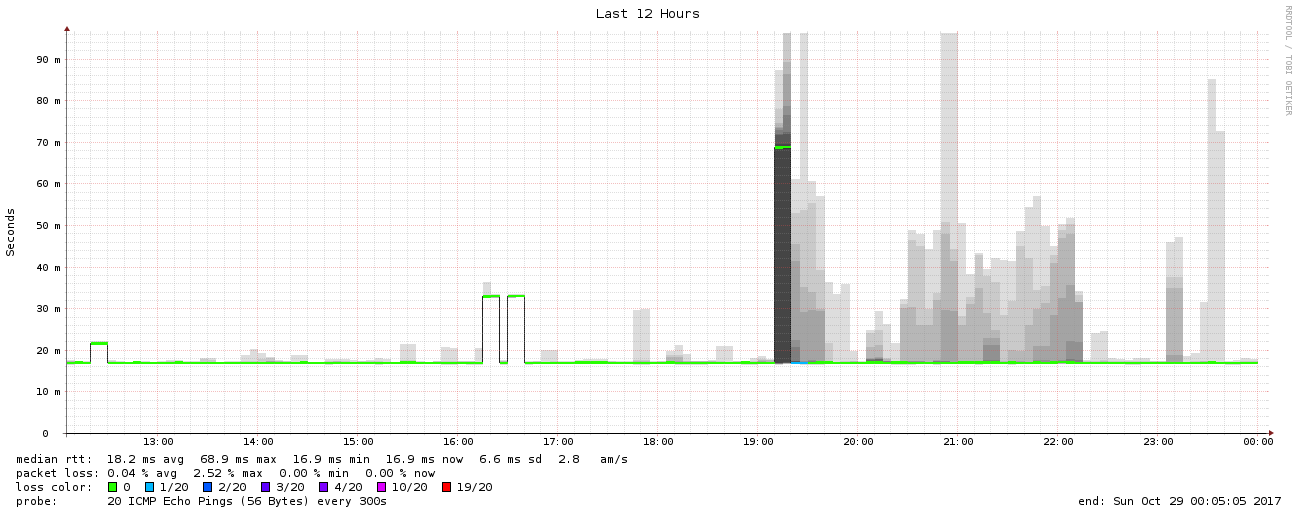 Last 12 Hours
RRDTOOL / TOBI OETIKER
Seconds
90 m
80 m
70 m
60 m
50 m
40 m
30 m
20 m
10 m
0
13:00 14:00 15:00 16:00 17:00 18:00 19:00 20:00 21:00 22:00 23:00 00:00
median rtt: 18.2 ms avg 68.9 ms max 16.9 ms min 16.9 ms now 6.6 ms sd 2.8 am/s
packet loss: 0.04 % avg 2.52 % max 0.00 % min 0.00 % now
loss color: 0 1/20 2/20 3/20 4/20 10/20 19/20
probe: 20 ICMP Echo Pings (56 Bytes) every 300s end: Sun Oct 29 00:05:05 2017